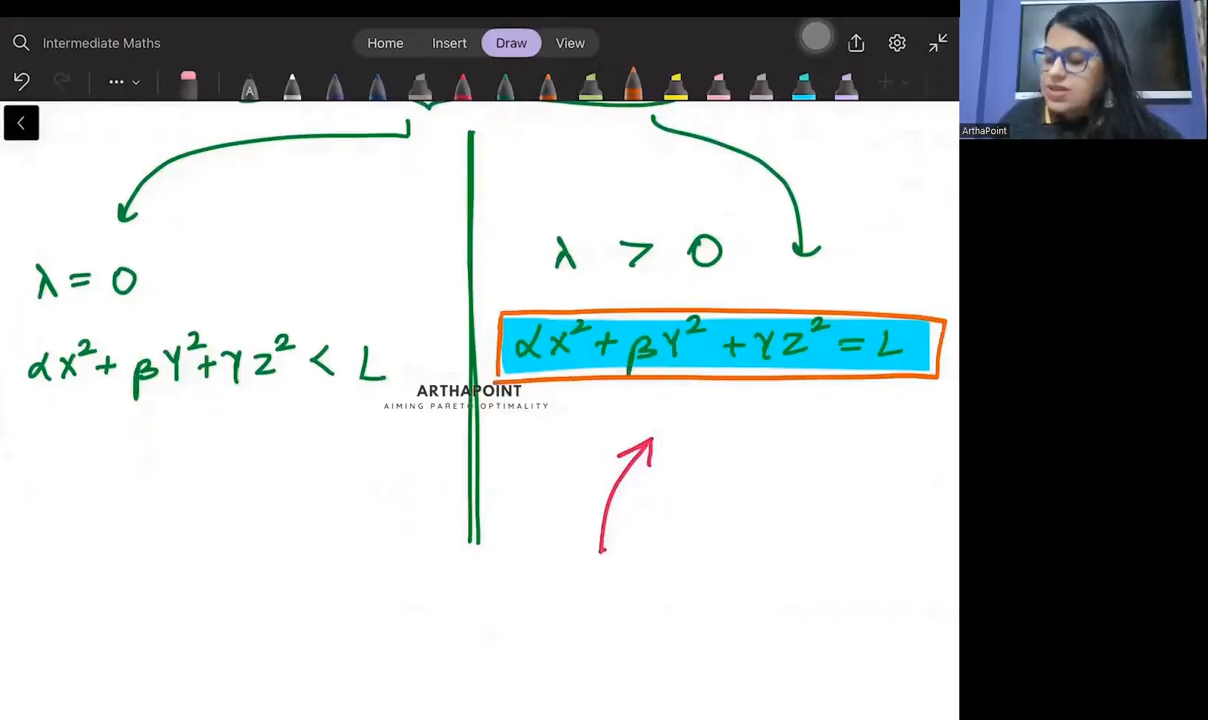 Intermediate Maths
Home Insert Draw View
A
ArthaPoint
λ = 0
αx² + βY² + γz² < L
λ > 0
αx² + βY² + γz² = L
ARTHAPOINT
AIMING PARETO OPTIMALITY